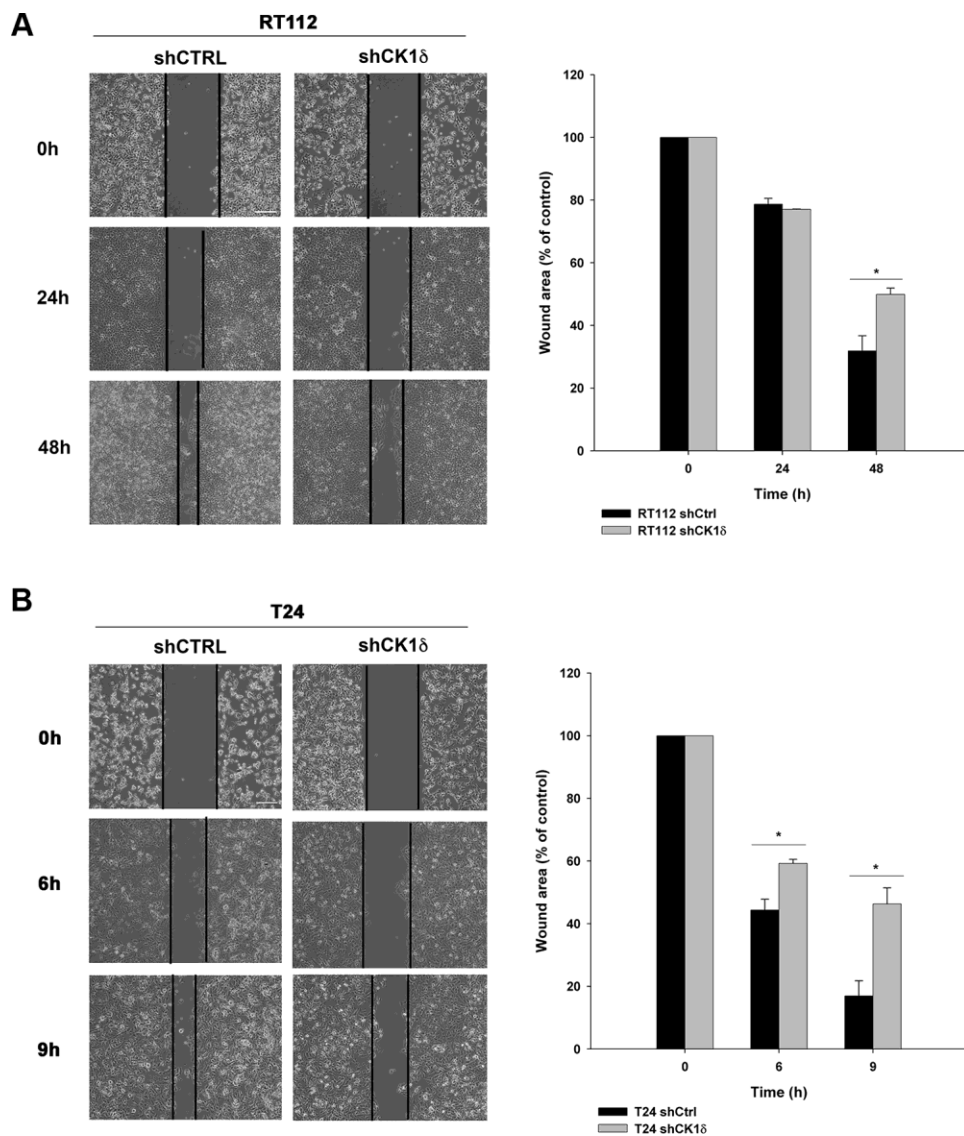 A
RT112
shCTRL shCK1δ
0h
24h
48h
120
100
80
60
40
20
0
Wound area (% of control)
*
0 24 48
Time (h)
RT112 shCtrl
RT112 shCK1δ
B
T24
shCTRL shCK1δ
0h
6h
9h
120
100
80
60
40
20
0
Wound area (% of control)
*
*
0 6 9
Time (h)
T24 shCtrl
T24 shCK1δ